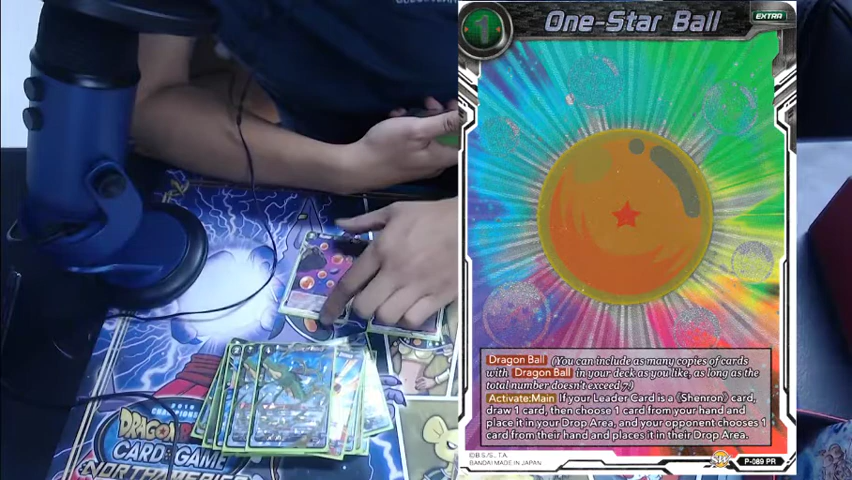 1
One-Star Ball
EXTRA
Dragon Ball (You can include as many copies of cards
with Dragon Ball in your deck as you like, as long as the
total number doesn't exceed 7.)
Activate:Main If your Leader Card is a 《Shenron》 card,
draw 1 card, then choose 1 card from your hand and
place it in your Drop Area, and your opponent chooses 1
card from their hand and places it in their Drop Area.
©B.S./S., T.A.
BANDAI MADE IN JAPAN
SW
P-089 PR
2018
CHAMPIONS
DRAGON
CARD GAME
NORTH AMERICA